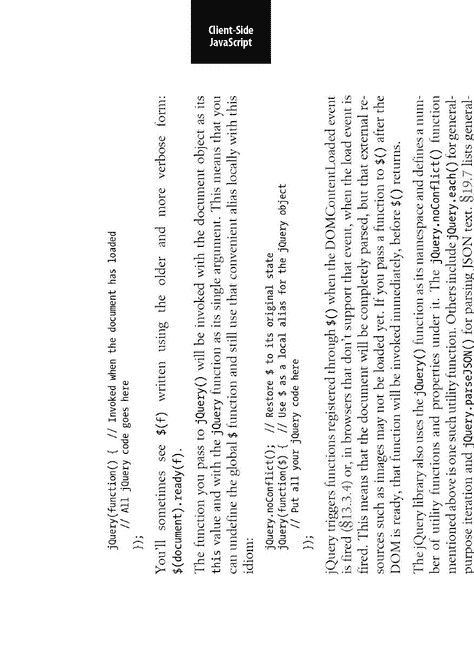 Client-Side
JavaScript
jQuery(function() { // Invoked when the document has loaded
// All jQuery code goes here
});
You'll sometimes see $(f) written using the older and more verbose form:
$(document).ready(f).
The function you pass to jQuery() will be invoked with the document object as its
this value and with the jQuery function as its single argument. This means that you
can undefine the global $ function and still use that convenient alias locally with this
idiom:
jQuery.noConflict(); // Restore $ to its original state
jQuery(function($) { // Use $ as a local alias for the jQuery object
// Put all your jQuery code here
});
jQuery triggers functions registered through $() when the DOMContentLoaded event
is fired (§13.3.4) or, in browsers that don't support that event, when the load event is
fired. This means that the document will be completely parsed, but that external re-
sources such as images may not be loaded yet. If you pass a function to $() after the
DOM is ready, that function will be invoked immediately, before $() returns.
The jQuery library also uses the jQuery() function as its namespace and defines a num-
ber of utility functions and properties under it. The jQuery.noConflict() function
mentioned above is one such utility function. Others include jQuery.each() for general-
purpose iteration and jQuery.parseJSON() for parsing JSON text. §19.7 lists general-